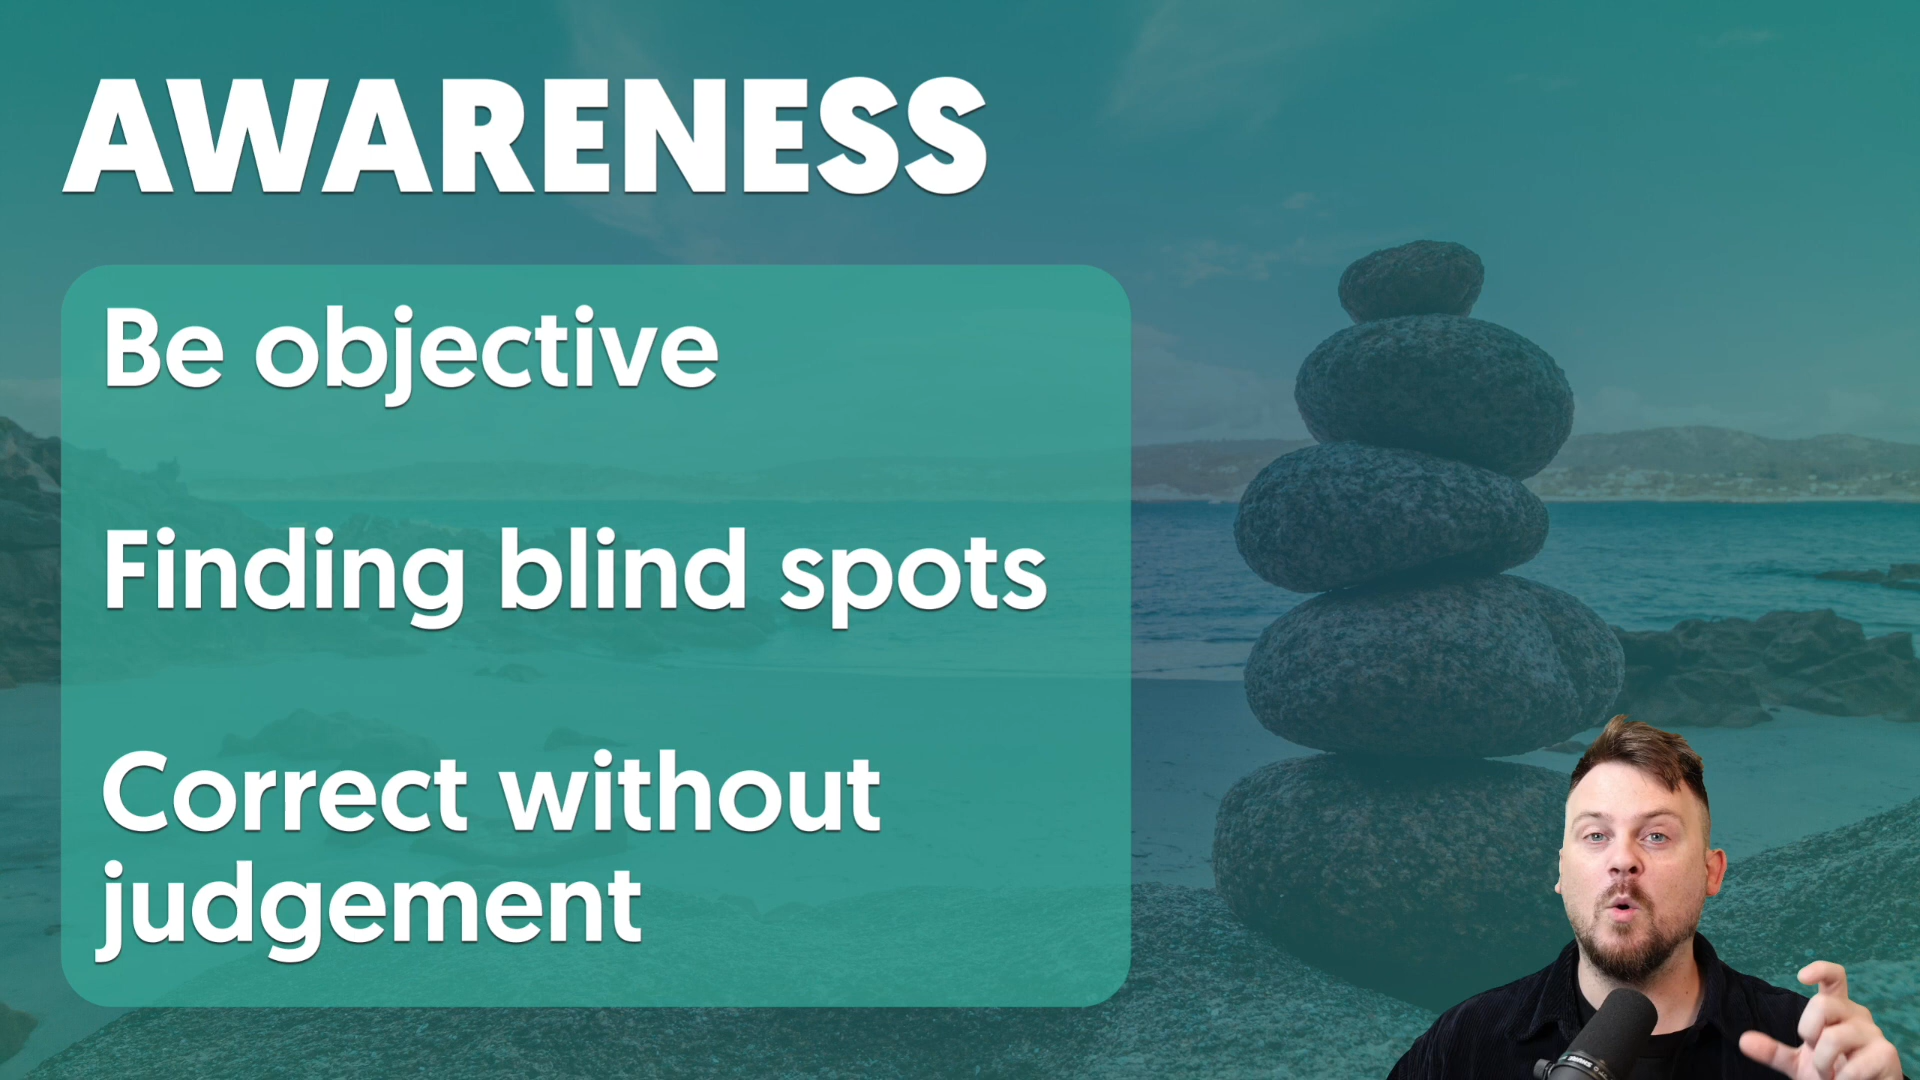 AWARENESS
Be objective
Finding blind spots
Correct without
judgement